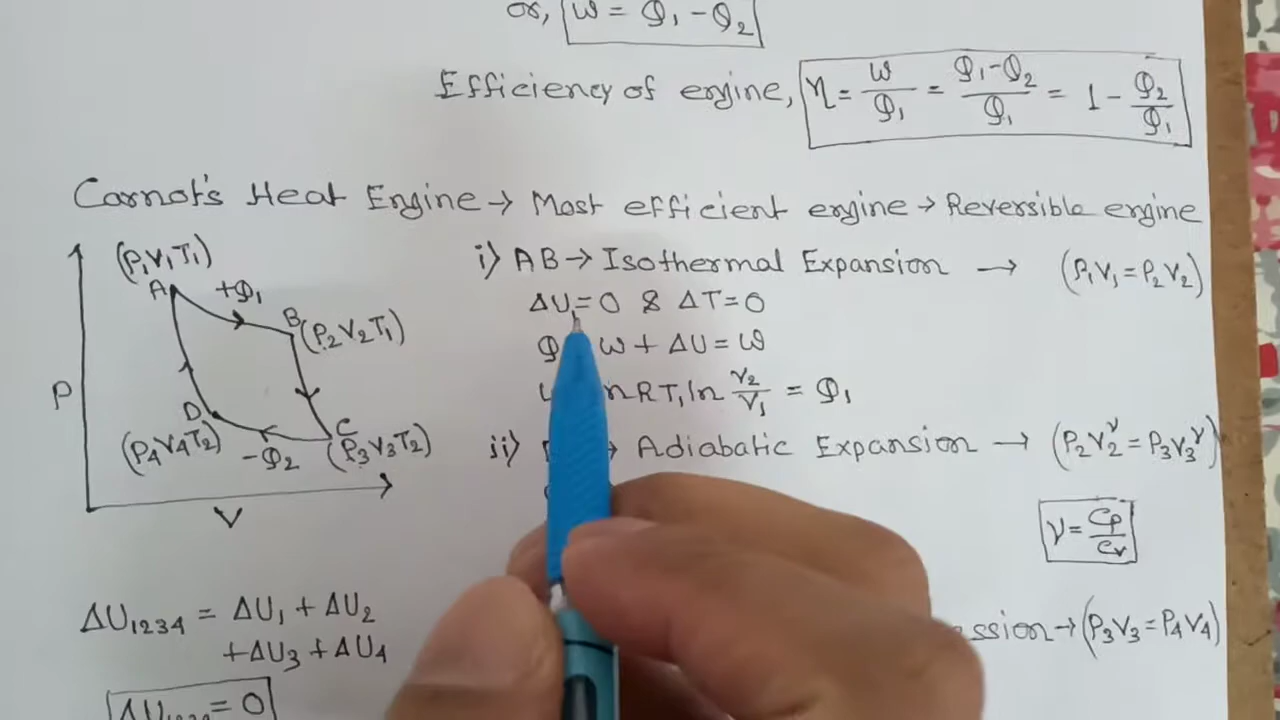 or, W = Q₁ - Q₂
Efficiency of engine, η = W/Q₁ = Q₁-Q₂/Q₁ = 1 - Q₂/Q₁
Carnot's Heat Engine → Most efficient engine → Reversible engine
(P₁V₁T₁)
A
+Q₁
B
(P₂V₂T₁)
P
D
C
(P₄V₄T₂)
-Q₂
(P₃V₃T₂)
V
i) AB → Isothermal Expansion → (P₁V₁ = P₂V₂)
ΔU₁ = 0 & ΔT = 0
Q W + ΔU = W
nRT₁ ln V₂/V₁ = Q₁
ii) → Adiabatic Expansion → (P₂V₂^γ = P₃V₃^γ)
γ = Cp/Cv
→ (P₃V₃ = P₄V₄)
ΔU₁₂₃₄ = ΔU₁ + ΔU₂
+ ΔU₃ + ΔU₄
= 0